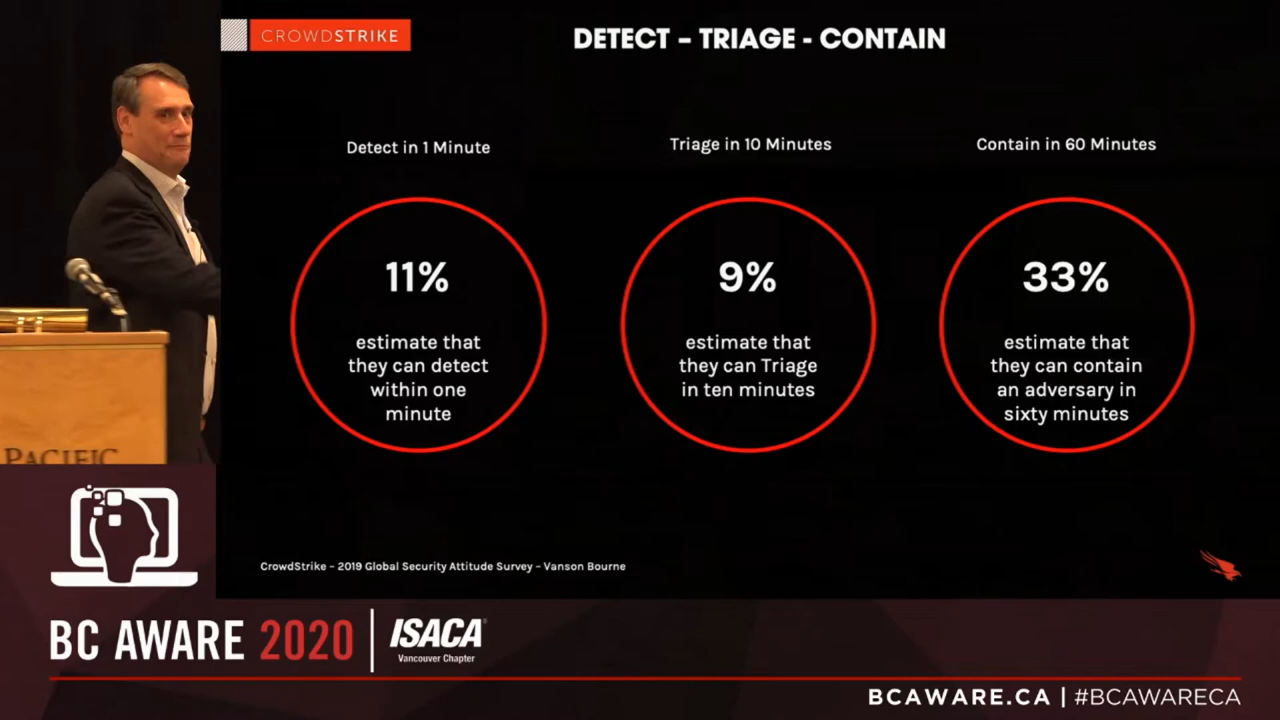 CROWDSTRIKE
DETECT – TRIAGE - CONTAIN
Detect in 1 Minute
11%
estimate that
they can detect
within one
minute
Triage in 10 Minutes
9%
estimate that
they can Triage
in ten minutes
Contain in 60 Minutes
33%
estimate that
they can contain
an adversary in
sixty minutes
CrowdStrike – 2019 Global Security Attitude Survey – Vanson Bourne
PACIFIC
BC AWARE 2020
ISACA®
Vancouver Chapter
BCAWARE.CA | #BCAWARECA